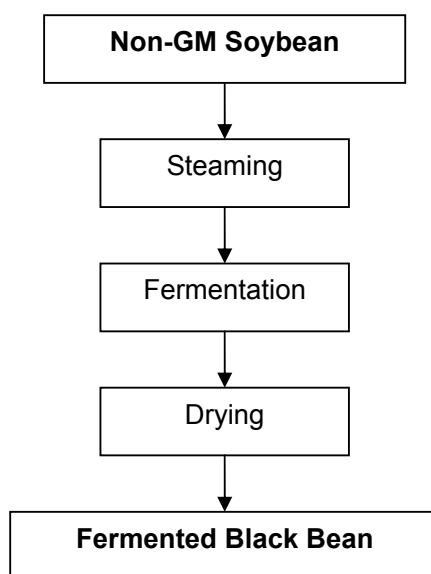 Non-GM Soybean
Steaming
Fermentation
Drying
Fermented Black Bean